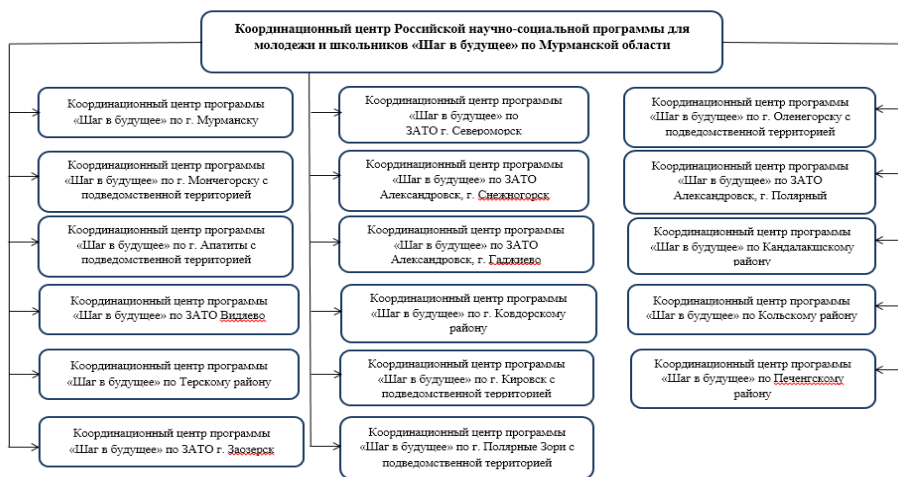 Координационный центр Российской научно-социальной программы для
молодежи и школьников «Шаг в будущее» по Мурманской области
Координационный центр программы
«Шаг в будущее» по г. Мурманску
Координационный центр программы
«Шаг в будущее» по г. Мончегорску с
подведомственной территорией
Координационный центр программы
«Шаг в будущее» по г. Апатиты с
подведомственной территорией
Координационный центр программы
«Шаг в будущее» по ЗАТО Видяево
Координационный центр программы
«Шаг в будущее» по Терскому району
Координационный центр программы
«Шаг в будущее» по ЗАТО г. Заозерск
Координационный центр программы
«Шаг в будущее» по
ЗАТО г. Североморск
Координационный центр программы
«Шаг в будущее» по ЗАТО
Александровск, г. Снежногорск
Координационный центр программы
«Шаг в будущее» по ЗАТО
Александровск, г. Гаджиево
Координационный центр программы
«Шаг в будущее» по г. Ковдорскому
району
Координационный центр программы
«Шаг в будущее» по г. Кировск с
подведомственной территорией
Координационный центр программы
«Шаг в будущее» по г. Полярные Зори с
подведомственной территорией
Координационный центр программы
«Шаг в будущее» по г. Оленегорску с
подведомственной территорией
Координационный центр программы
«Шаг в будущее» по ЗАТО
Александровск, г. Полярный
Координационный центр программы
«Шаг в будущее» по Кандалакшскому
району
Координационный центр программы
«Шаг в будущее» по Кольскому району
Координационный центр программы
«Шаг в будущее» по Печенгскому
району